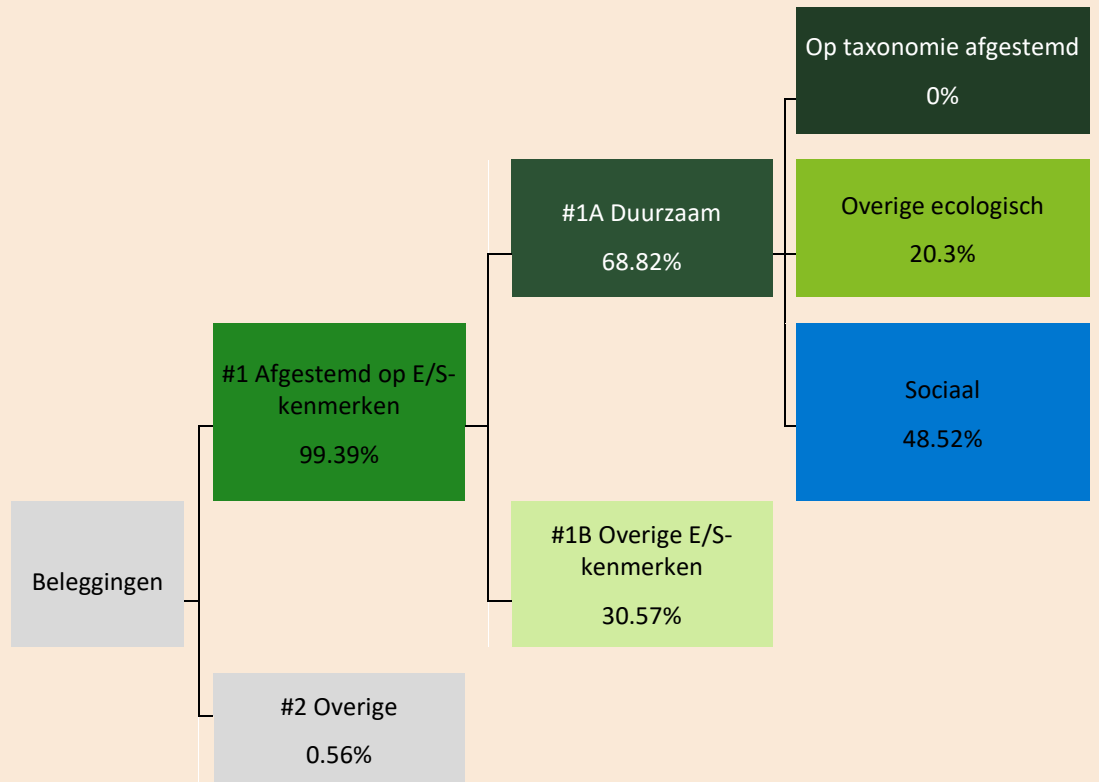 Beleggingen
#1 Afgestemd op E/S-
kenmerken
99.39%
#2 Overige
0.56%
#1A Duurzaam
68.82%
#1B Overige E/S-
kenmerken
30.57%
Op taxonomie afgestemd
0%
Overige ecologisch
20.3%
Sociaal
48.52%